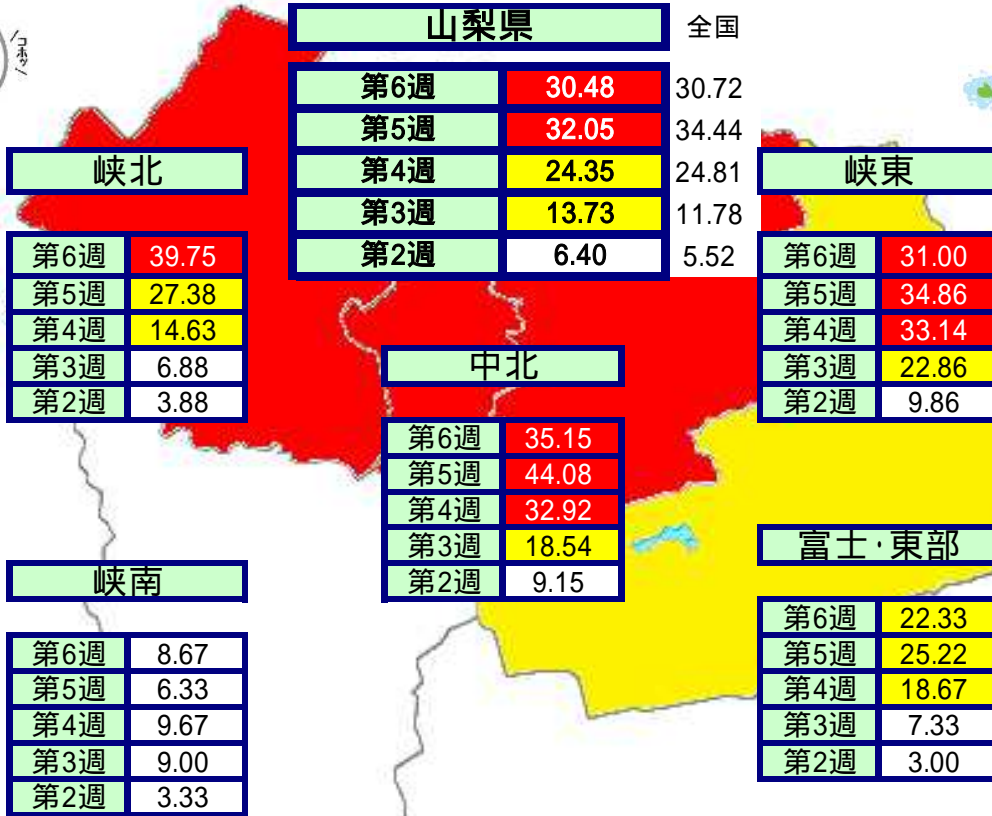 コホッ
山梨県 全国
第6週 30.48 30.72
第5週 32.05 34.44
第4週 24.35 24.81
第3週 13.73 11.78
第2週 6.40 5.52
峡北
第6週 39.75
第5週 27.38
第4週 14.63
第3週 6.88
第2週 3.88
峡東
第6週 31.00
第5週 34.86
第4週 33.14
第3週 22.86
第2週 9.86
中北
第6週 35.15
第5週 44.08
第4週 32.92
第3週 18.54
第2週 9.15
峡南
第6週 8.67
第5週 6.33
第4週 9.67
第3週 9.00
第2週 3.33
富士・東部
第6週 22.33
第5週 25.22
第4週 18.67
第3週 7.33
第2週 3.00